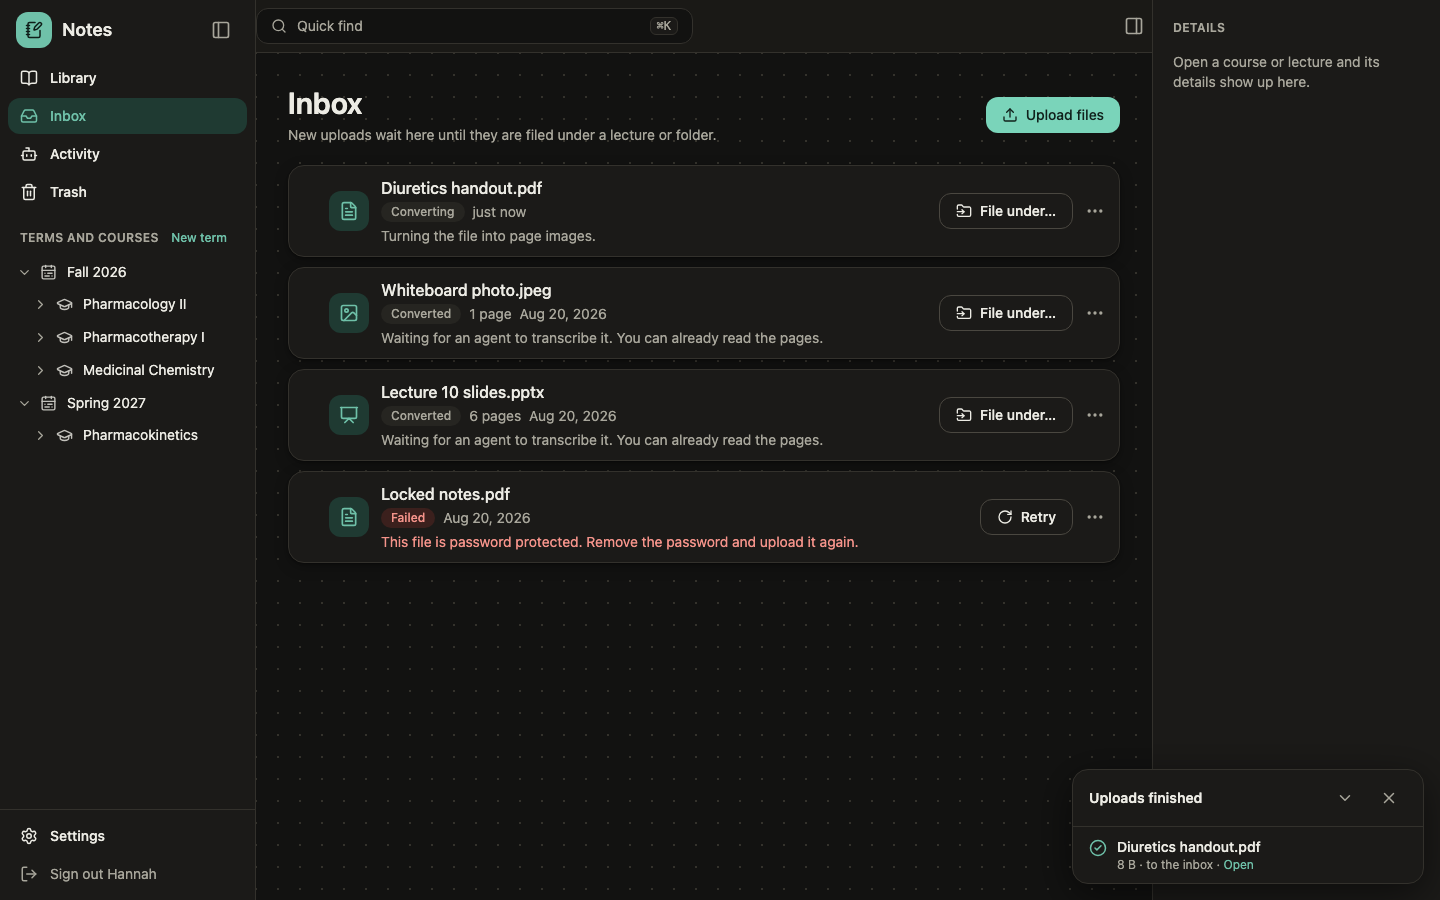 Notes
Library
Inbox
Activity
Trash
TERMS AND COURSES New term
Fall 2026
Pharmacology II
Pharmacotherapy I
Medicinal Chemistry
Spring 2027
Pharmacokinetics
Settings
Sign out Hannah
Quick find ⌘K
Inbox
New uploads wait here until they are filed under a lecture or folder.
Upload files
Diuretics handout.pdf
Converting just now
Turning the file into page images.
File under...
Whiteboard photo.jpeg
Converted 1 page Aug 20, 2026
Waiting for an agent to transcribe it. You can already read the pages.
File under...
Lecture 10 slides.pptx
Converted 6 pages Aug 20, 2026
Waiting for an agent to transcribe it. You can already read the pages.
File under...
Locked notes.pdf
Failed Aug 20, 2026
This file is password protected. Remove the password and upload it again.
Retry
DETAILS
Open a course or lecture and its
details show up here.
Uploads finished
Diuretics handout.pdf
8 B · to the inbox · Open